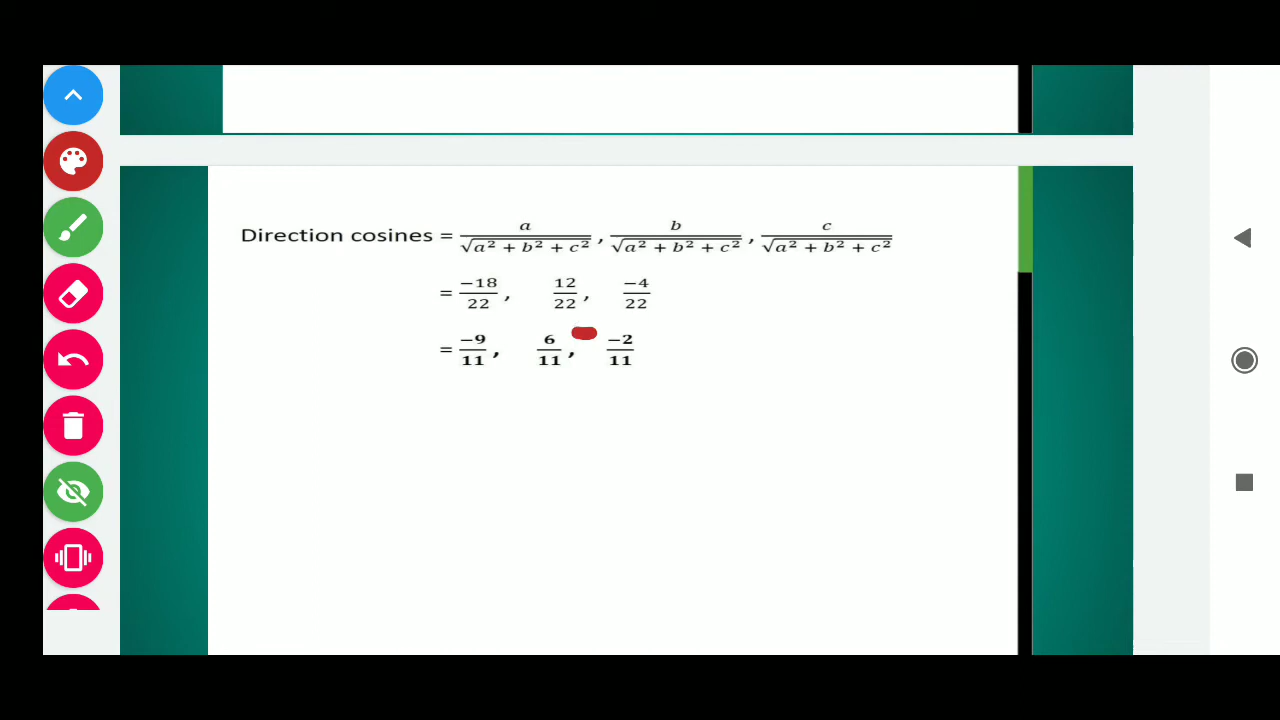 Direction cosines = a/√(a² + b² + c²) , b/√(a² + b² + c²) , c/√(a² + b² + c²)
= −18/22 , 12/22 , −4/22
= −9/11 , 6/11 , −2/11